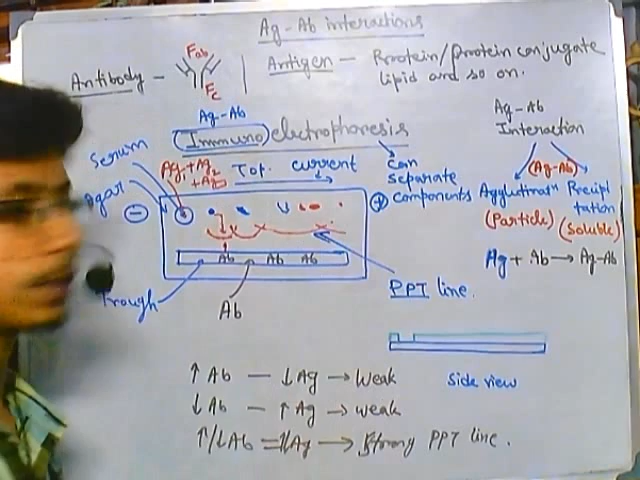 Ag-Ab interactions
Antibody -
Fab
Fc
Antigen - Protein/protein conjugate
lipid and so on.
Ag-Ab
Immuno electrophoresis
Serum
Agar
Ag1 + Ag2
+ Ag3
Top.
current
can
separate
components
-
+
Ab Ab Ab
Trough
Ab
PPT line.
Ag-Ab
Interaction
(Ag-Ab)
Precipi
tation
(Particle)
(Soluble)
Ag + Ab → Ag-Ab
side view
↑ Ab - ↓ Ag → Weak
↓ Ab - ↑ Ag → weak
↑/↓ Ab = ↑/↓ Ag → Strong PPT line.